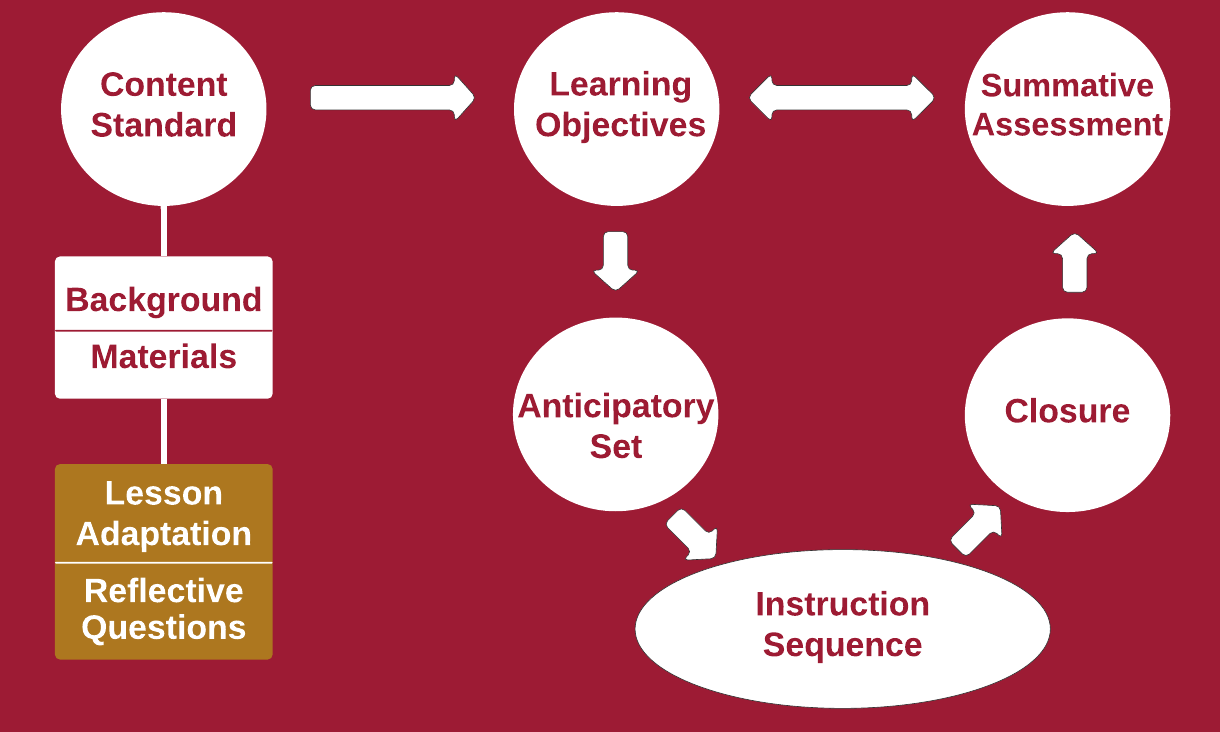 Content
Standard
Learning
Objectives
Summative
Assessment
Background
Materials
Anticipatory
Set
Closure
Lesson
Adaptation
Reflective
Questions
Instruction
Sequence